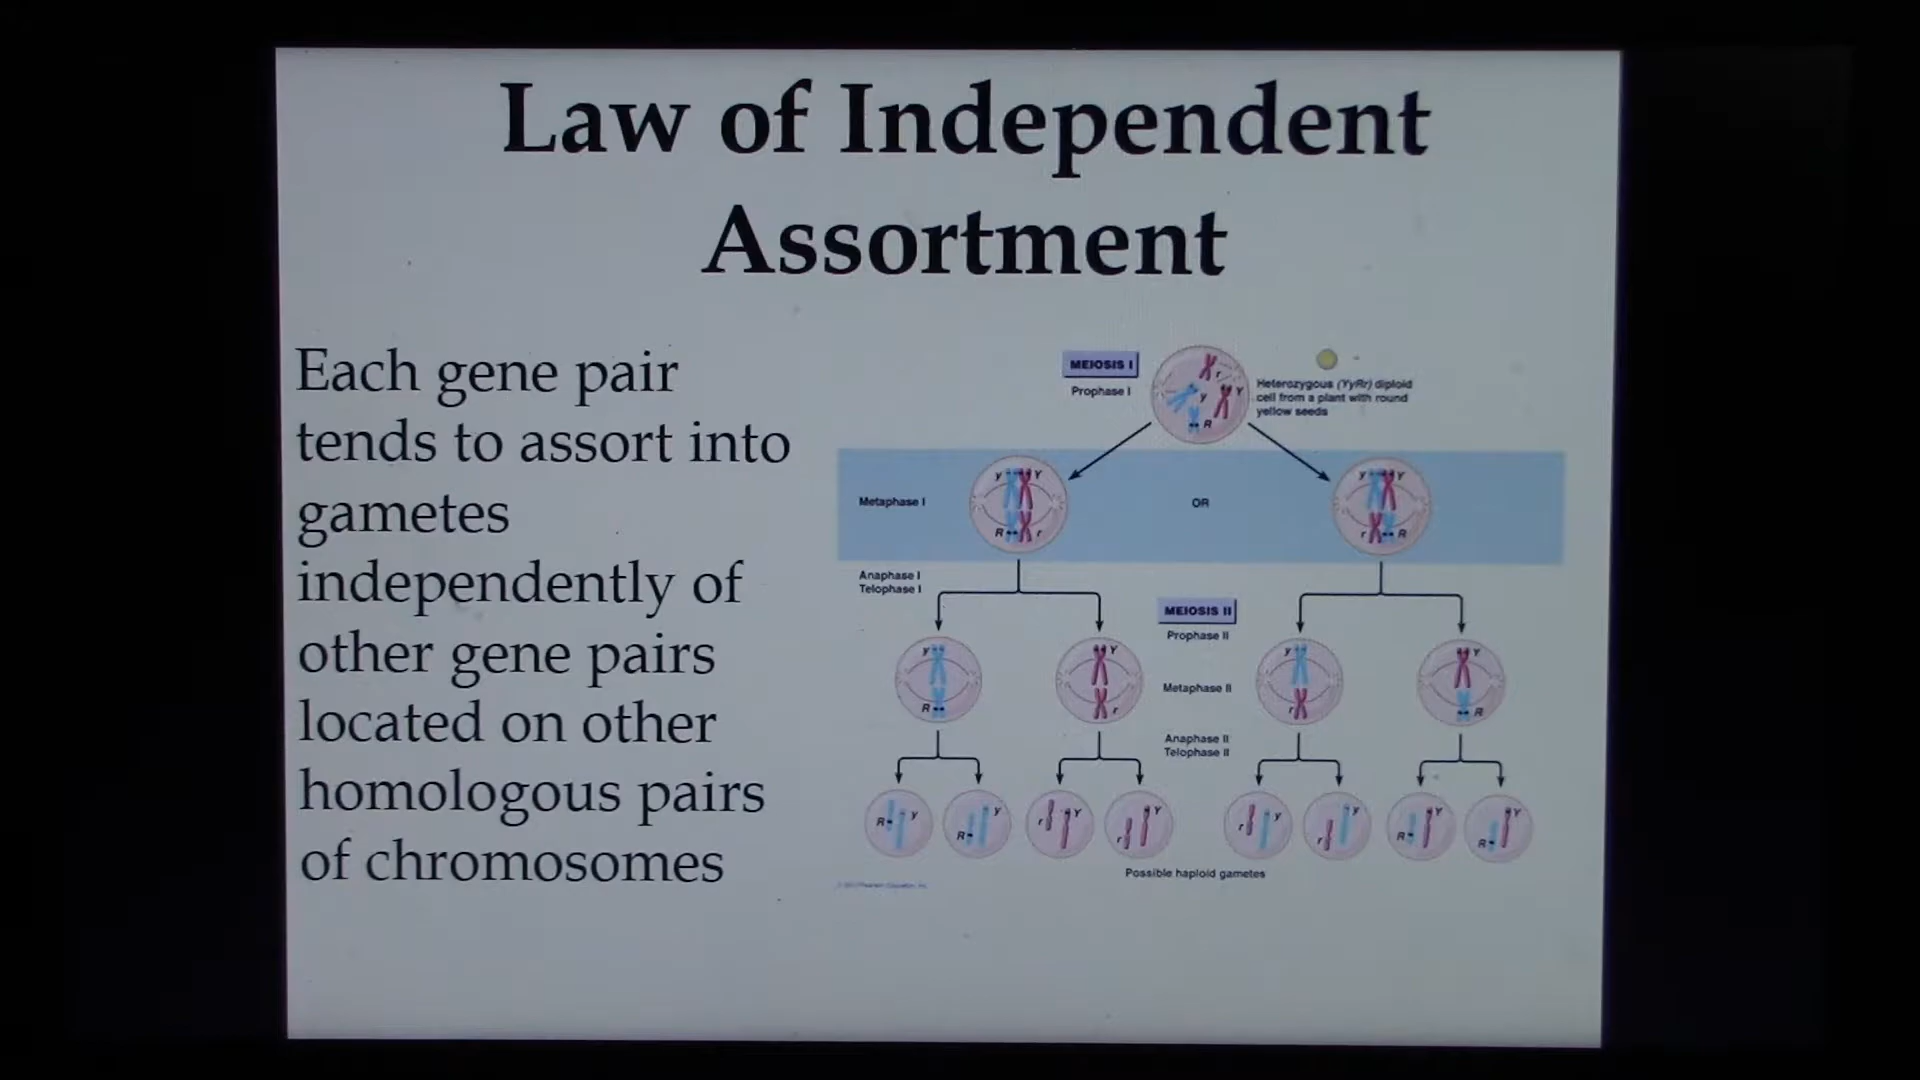 Law of Independent
Assortment
Each gene pair
tends to assort into
gametes
independently of
other gene pairs
located on other
homologous pairs
of chromosomes
MEIOSIS I
Prophase I
r
y
Y
R
Heterozygous (YyRr) diploid
cell from a plant with round
yellow seeds
Metaphase I
y Y
R r
OR
y Y
r R
Anaphase I
Telophase I
MEIOSIS II
Prophase II
Metaphase II
y
R
Y
r
y
r
Y
R
Anaphase II
Telophase II
R y
R y
r Y
r Y
r y
r y
R Y
R Y
Possible haploid gametes